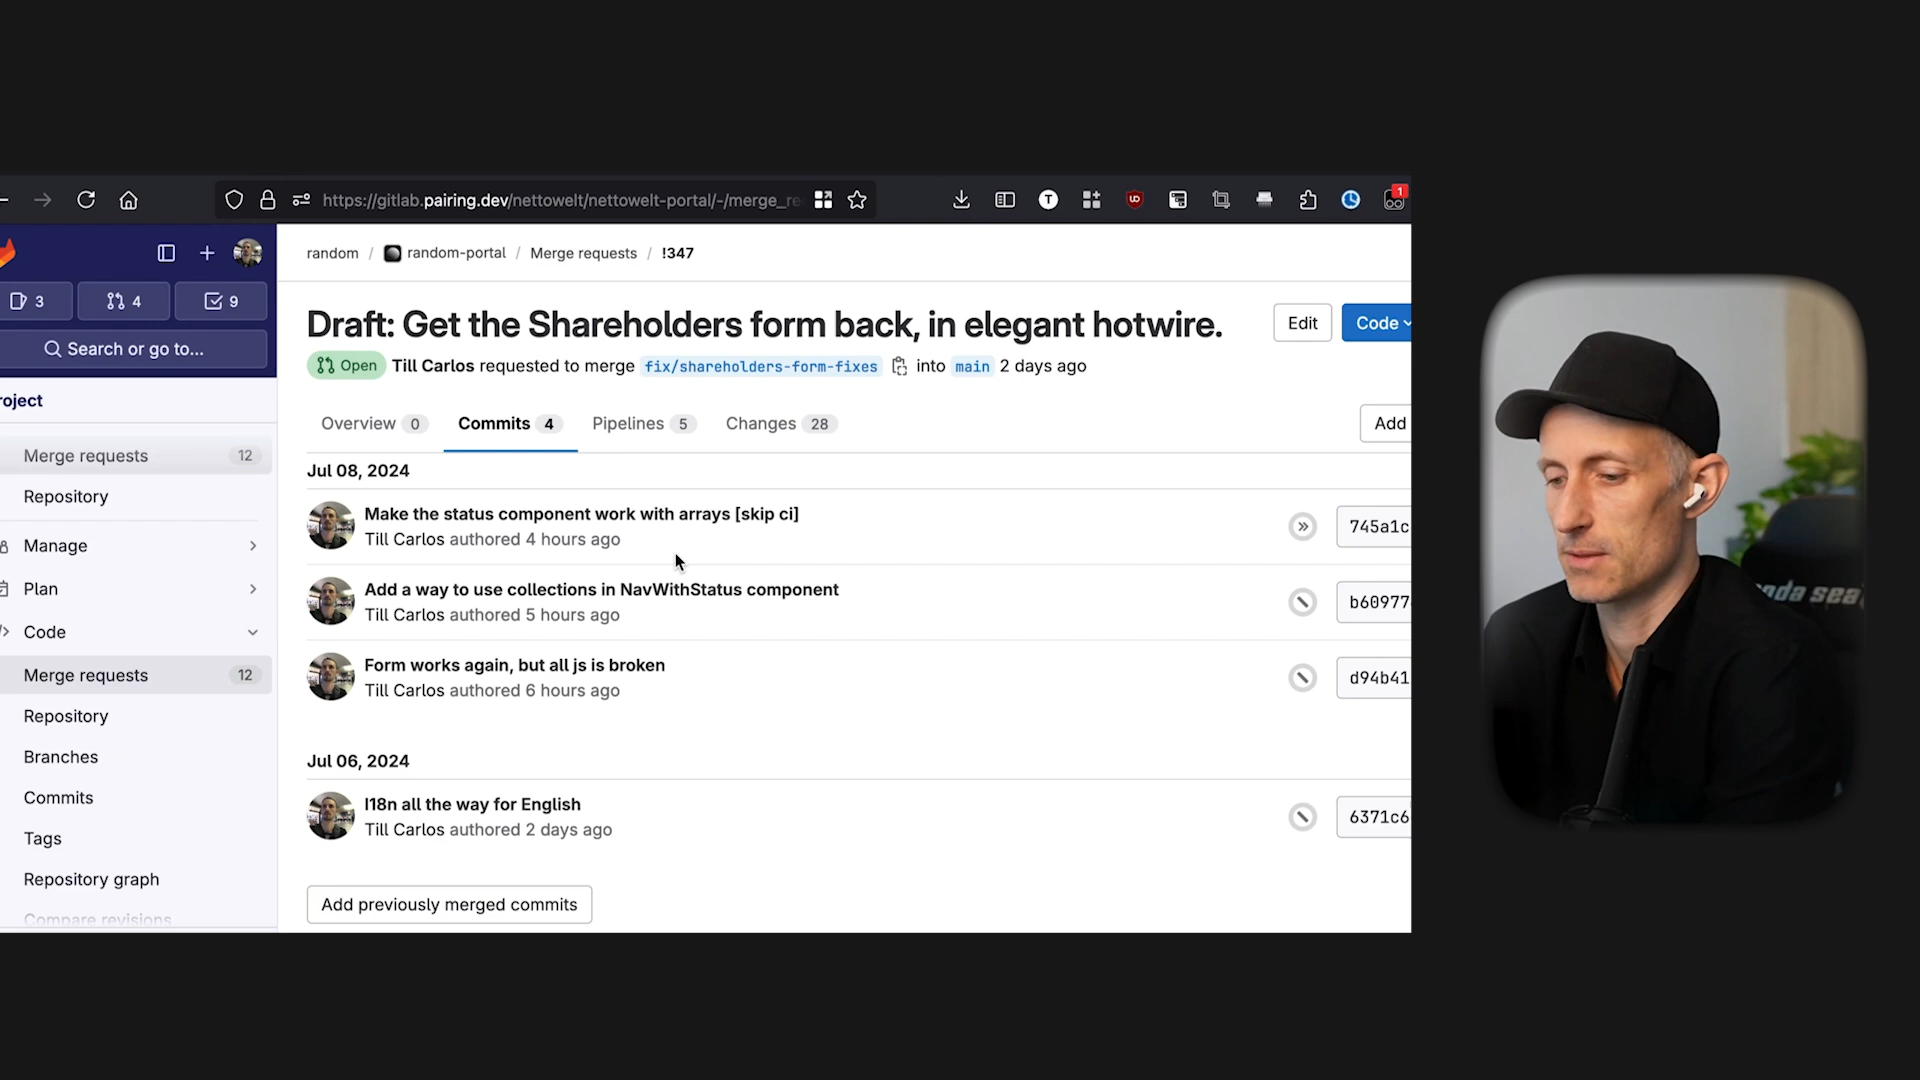 https://gitlab.pairing.dev/nettowelt/nettowelt-portal/-/merge_re
T
1
random / random-portal / Merge requests / !347
3
4
9
Search or go to...
Draft: Get the Shareholders form back, in elegant hotwire.
Edit
Code
Open Till Carlos requested to merge fix/shareholders-form-fixes into main 2 days ago
Overview 0
Commits 4
Pipelines 5
Changes 28
Add
roject
Merge requests 12
Repository
Manage
Plan
Code
Merge requests 12
Repository
Branches
Commits
Tags
Repository graph
Compare revisions
Jul 08, 2024
Make the status component work with arrays [skip ci]
Till Carlos authored 4 hours ago
745a1c
Add a way to use collections in NavWithStatus component
Till Carlos authored 5 hours ago
b60977
Form works again, but all js is broken
Till Carlos authored 6 hours ago
d94b41
Jul 06, 2024
I18n all the way for English
Till Carlos authored 2 days ago
6371c6
Add previously merged commits